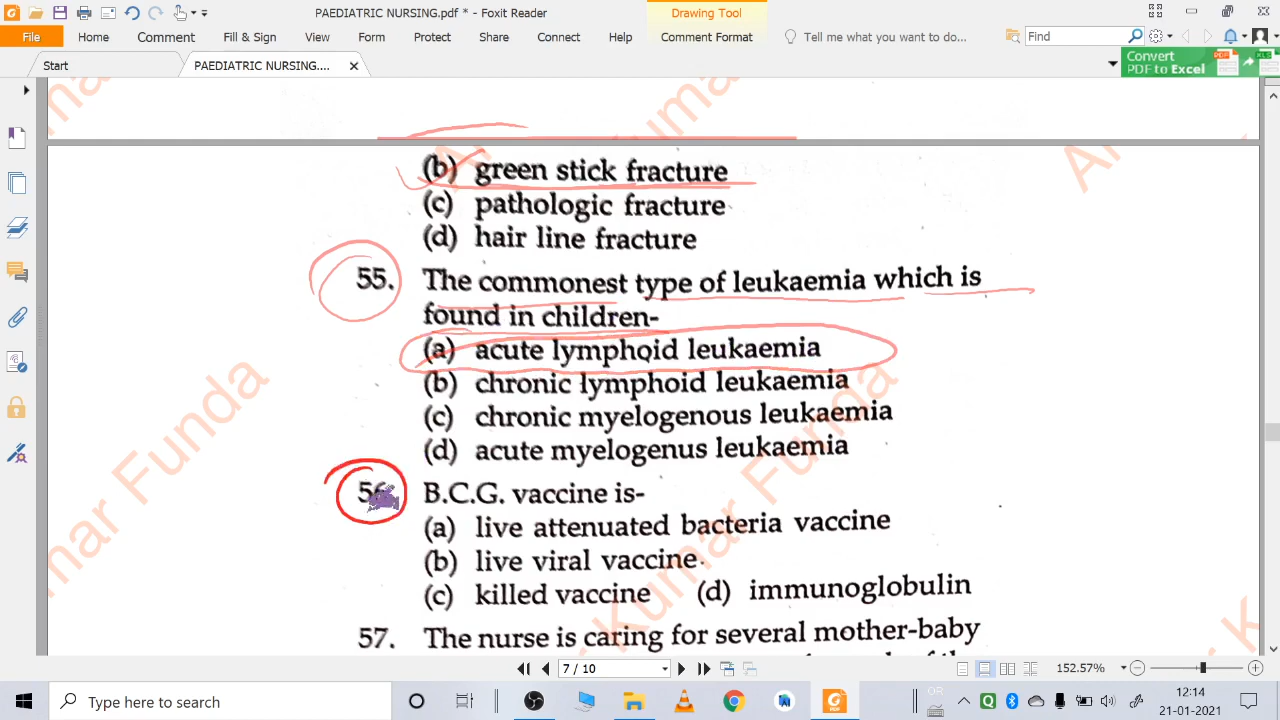 PAEDIATRIC NURSING.pdf * - Foxit Reader
Drawing Tool
File Home Comment Fill & Sign View Form Protect Share Connect Help Comment Format Tell me what you want to do... Find
Start PAEDIATRIC NURSING....
Convert
PDF to Excel
(b) green stick fracture
(c) pathologic fracture
(d) hair line fracture
55. The commonest type of leukaemia which is
found in children-
(a) acute lymphoid leukaemia
(b) chronic lymphoid leukaemia
(c) chronic myelogenous leukaemia
(d) acute myelogenus leukaemia
56. B.C.G. vaccine is-
(a) live attenuated bacteria vaccine
(b) live viral vaccine
(c) killed vaccine (d) immunoglobulin
57. The nurse is caring for several mother-baby
mar Funda
Kumar Funda
7 / 10
152.57%
Type here to search
12:14
21-01-2021